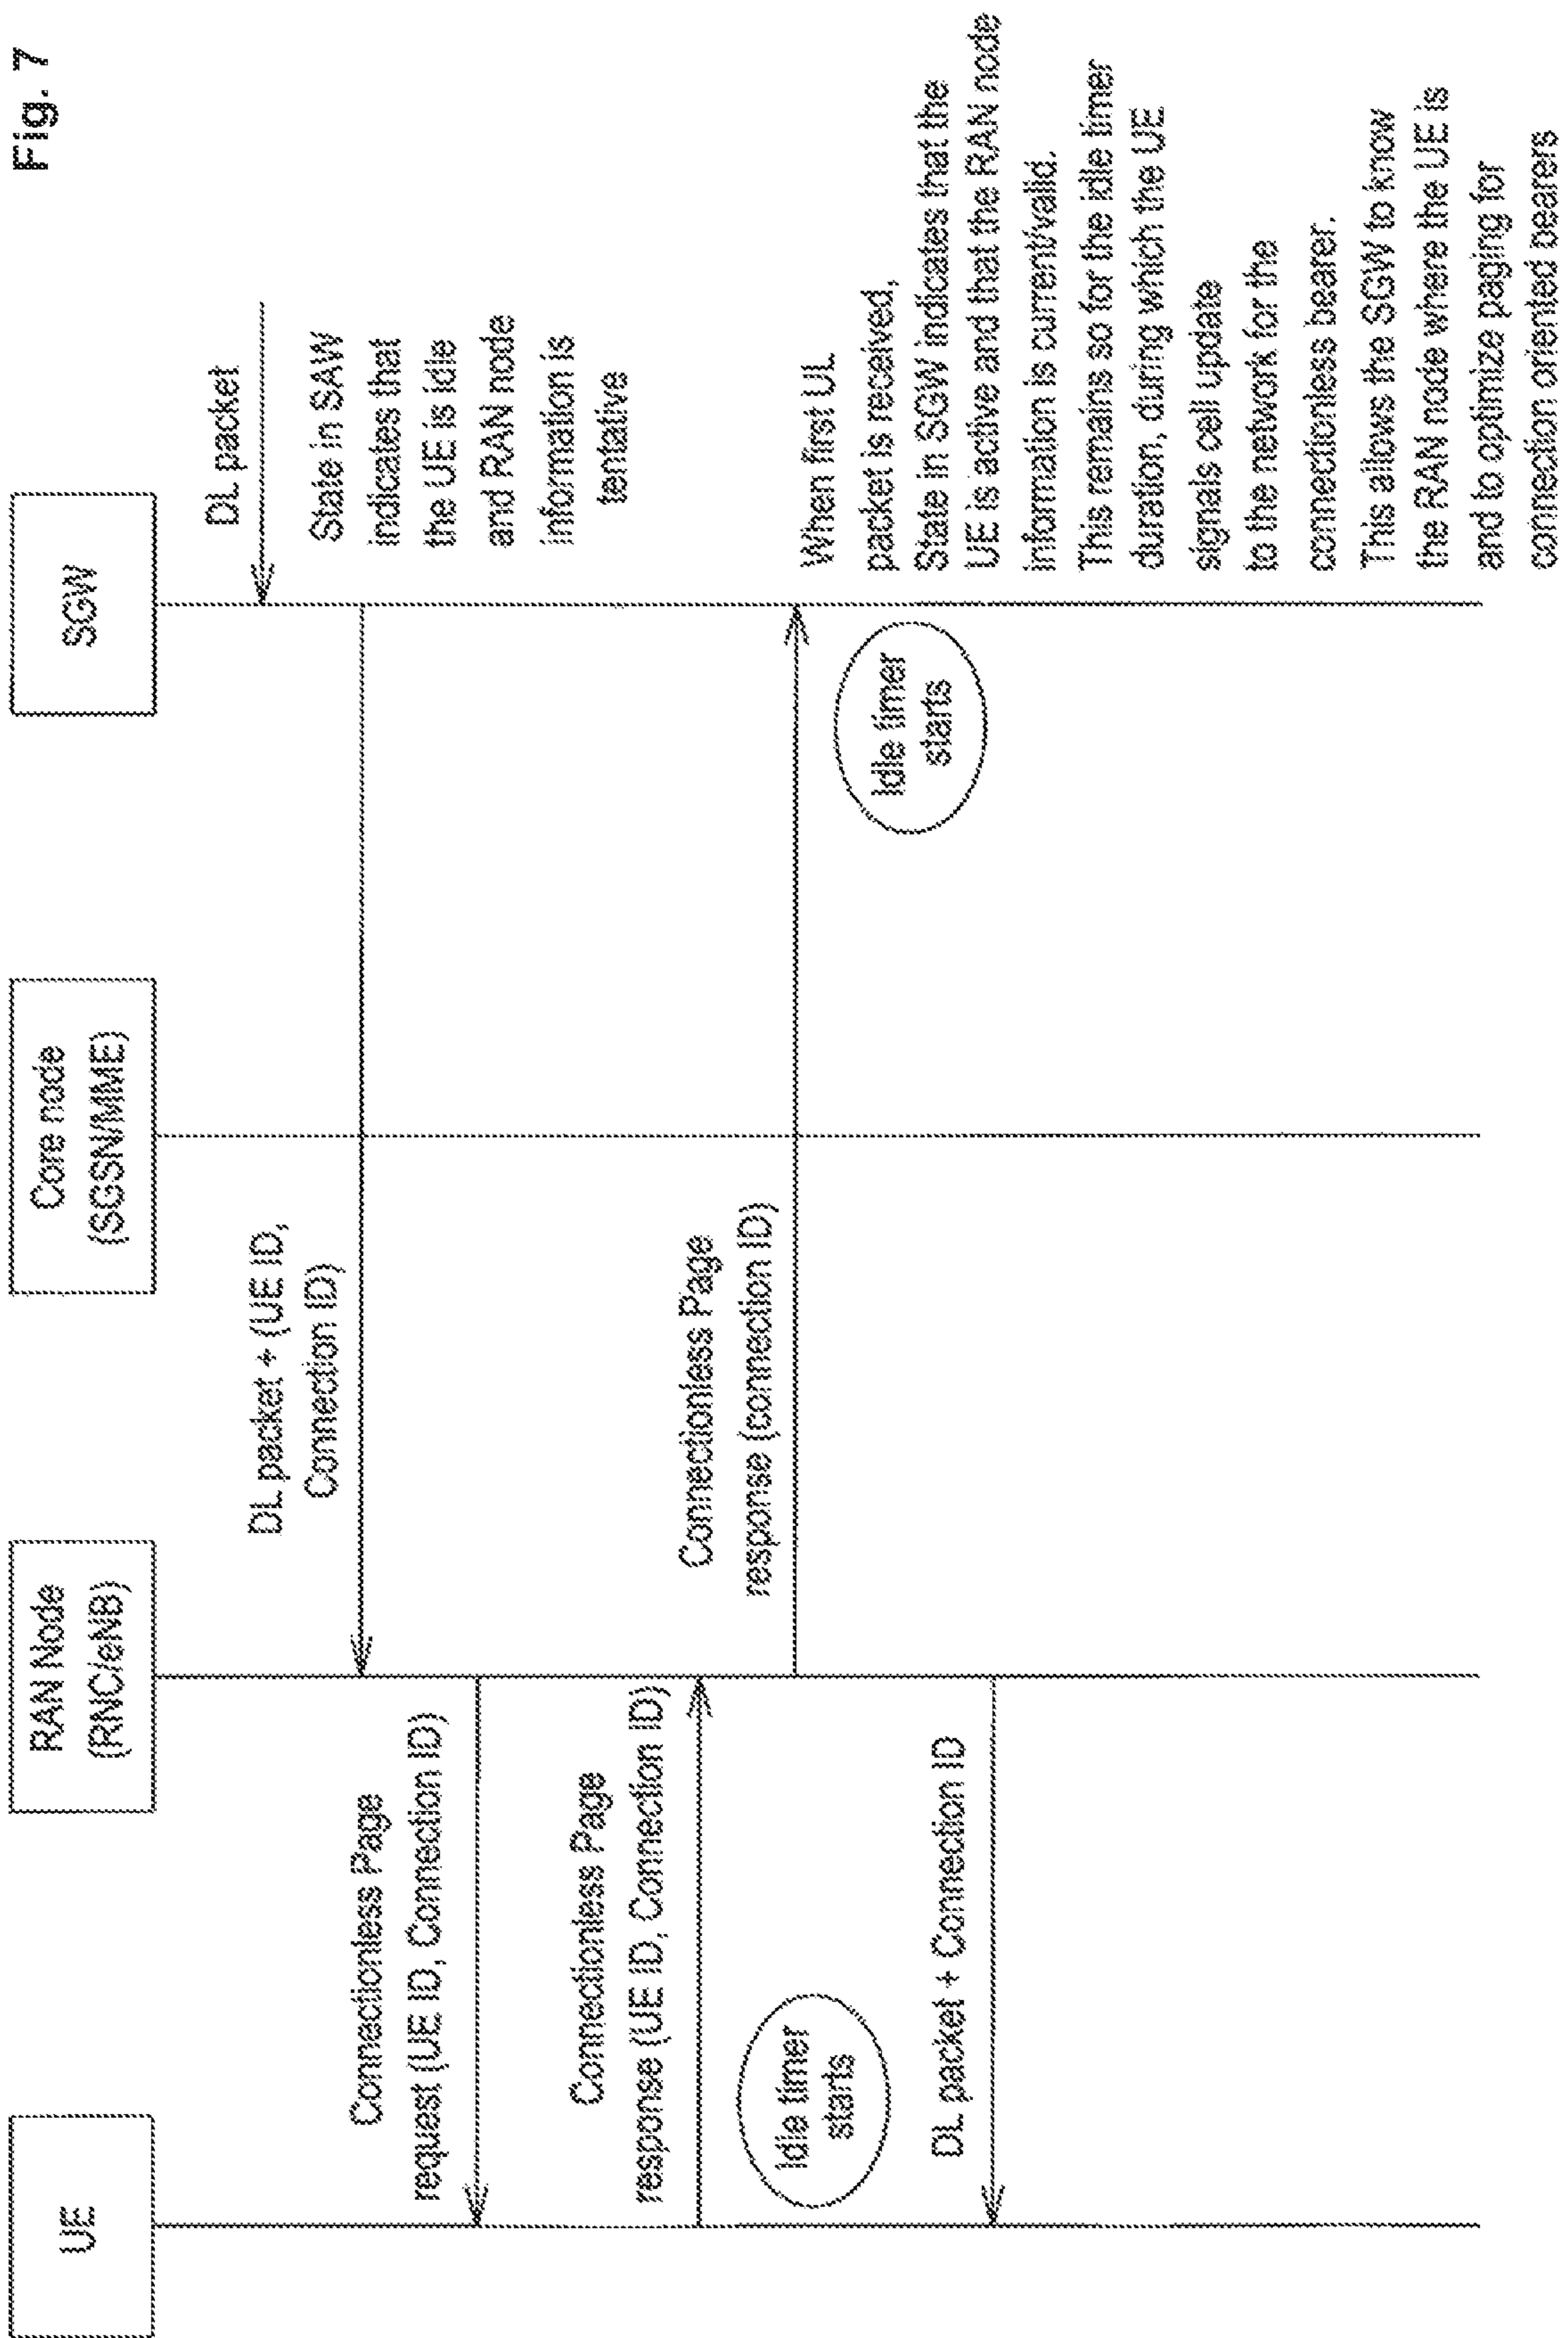 Fig. 7
UE
RAN Node
(RNC/eNB)
Core node
(SGSN/MME)
SGW
DL packet
State in SAW
indicates that
the UE is idle
and RAN node
information is
tentative
DL packet + (UE ID,
Connection ID)
Connectionless Page
request (UE ID, Connection ID)
Connectionless Page
response (UE ID, Connection ID)
Idle timer
starts
Connectionless Page
response (connection ID)
Idle timer
starts
When first UL
packet is received,
State in SGW indicates that the
UE is active and that the RAN node
information is current/valid.
This remains so for the idle timer
duration, during which the UE
signals cell update
to the network for the
connectionless bearer.
This allows the SGW to know
the RAN node where the UE is
and to optimize paging for
connection oriented bearers
DL packet + Connection ID